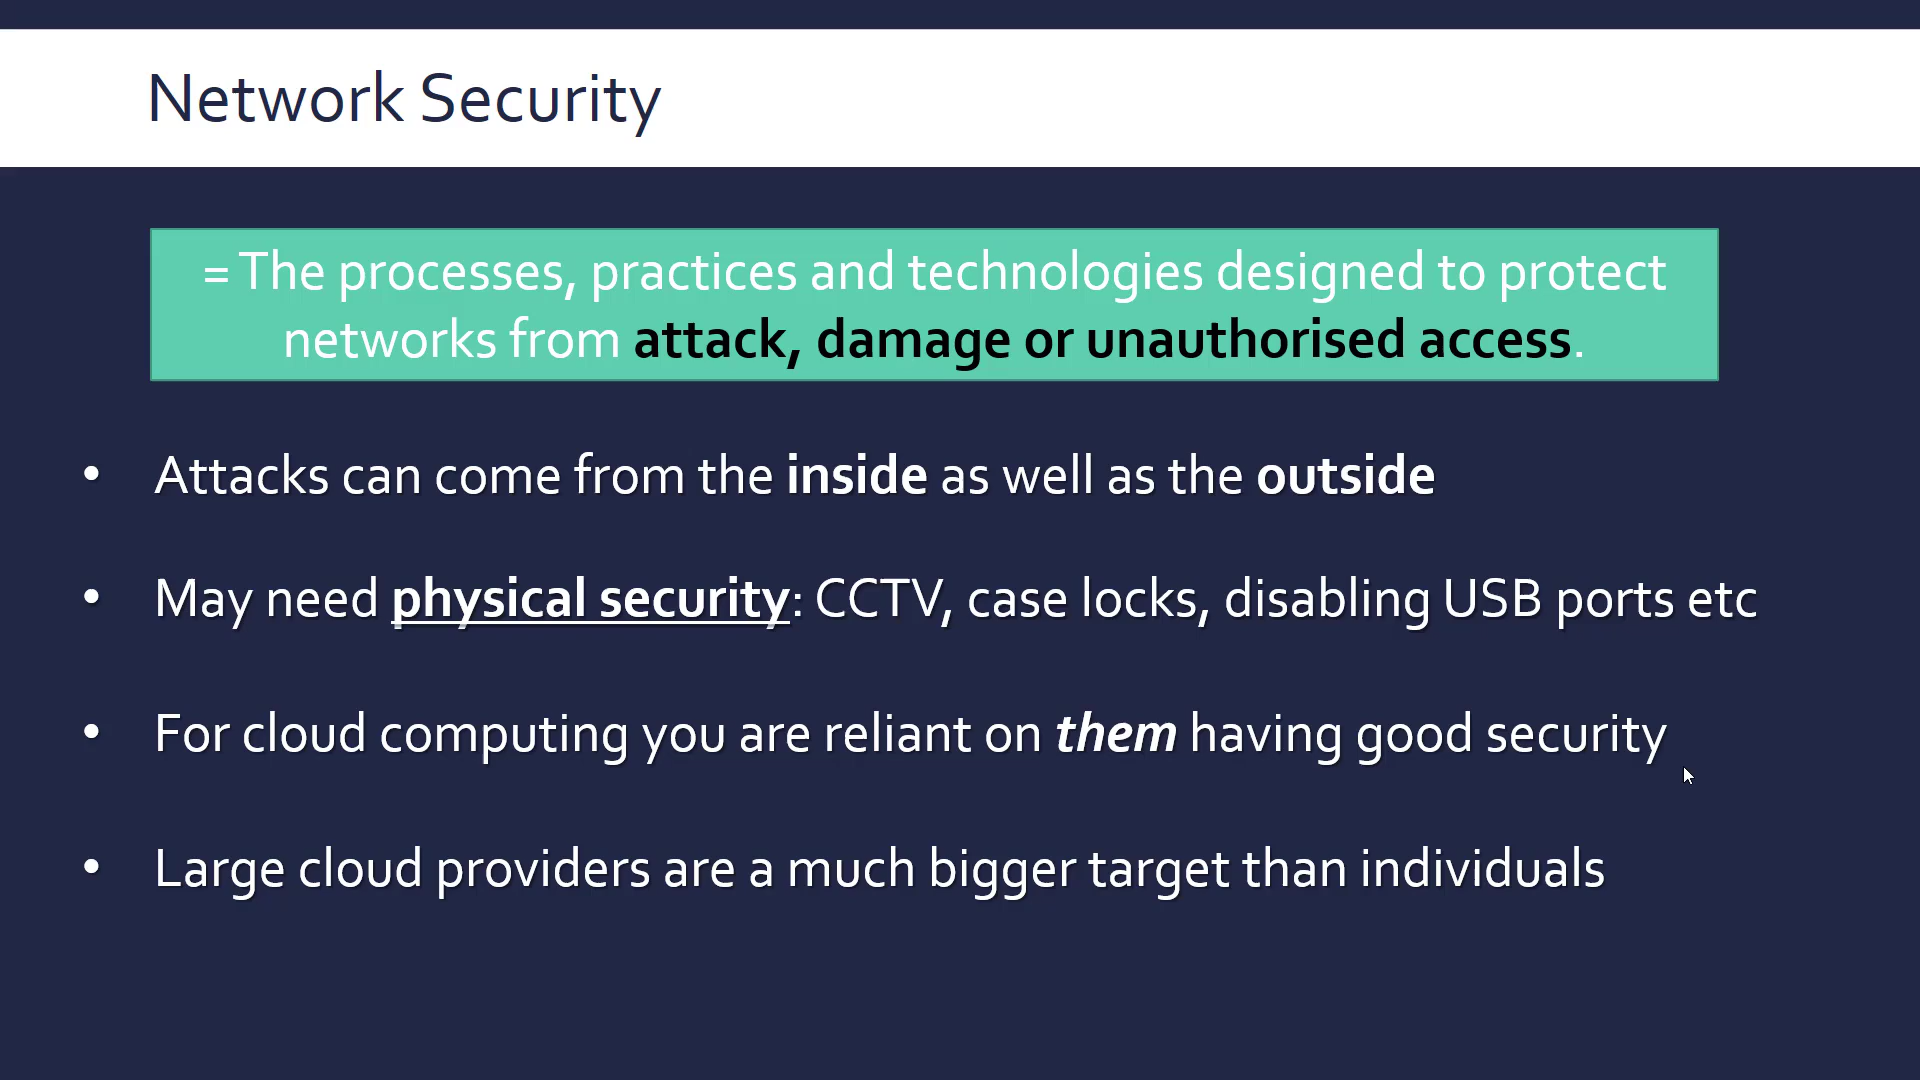 Network Security
= The processes, practices and technologies designed to protect
networks from attack, damage or unauthorised access.
• Attacks can come from the inside as well as the outside
• May need physical security: CCTV, case locks, disabling USB ports etc
• For cloud computing you are reliant on them having good security
• Large cloud providers are a much bigger target than individuals